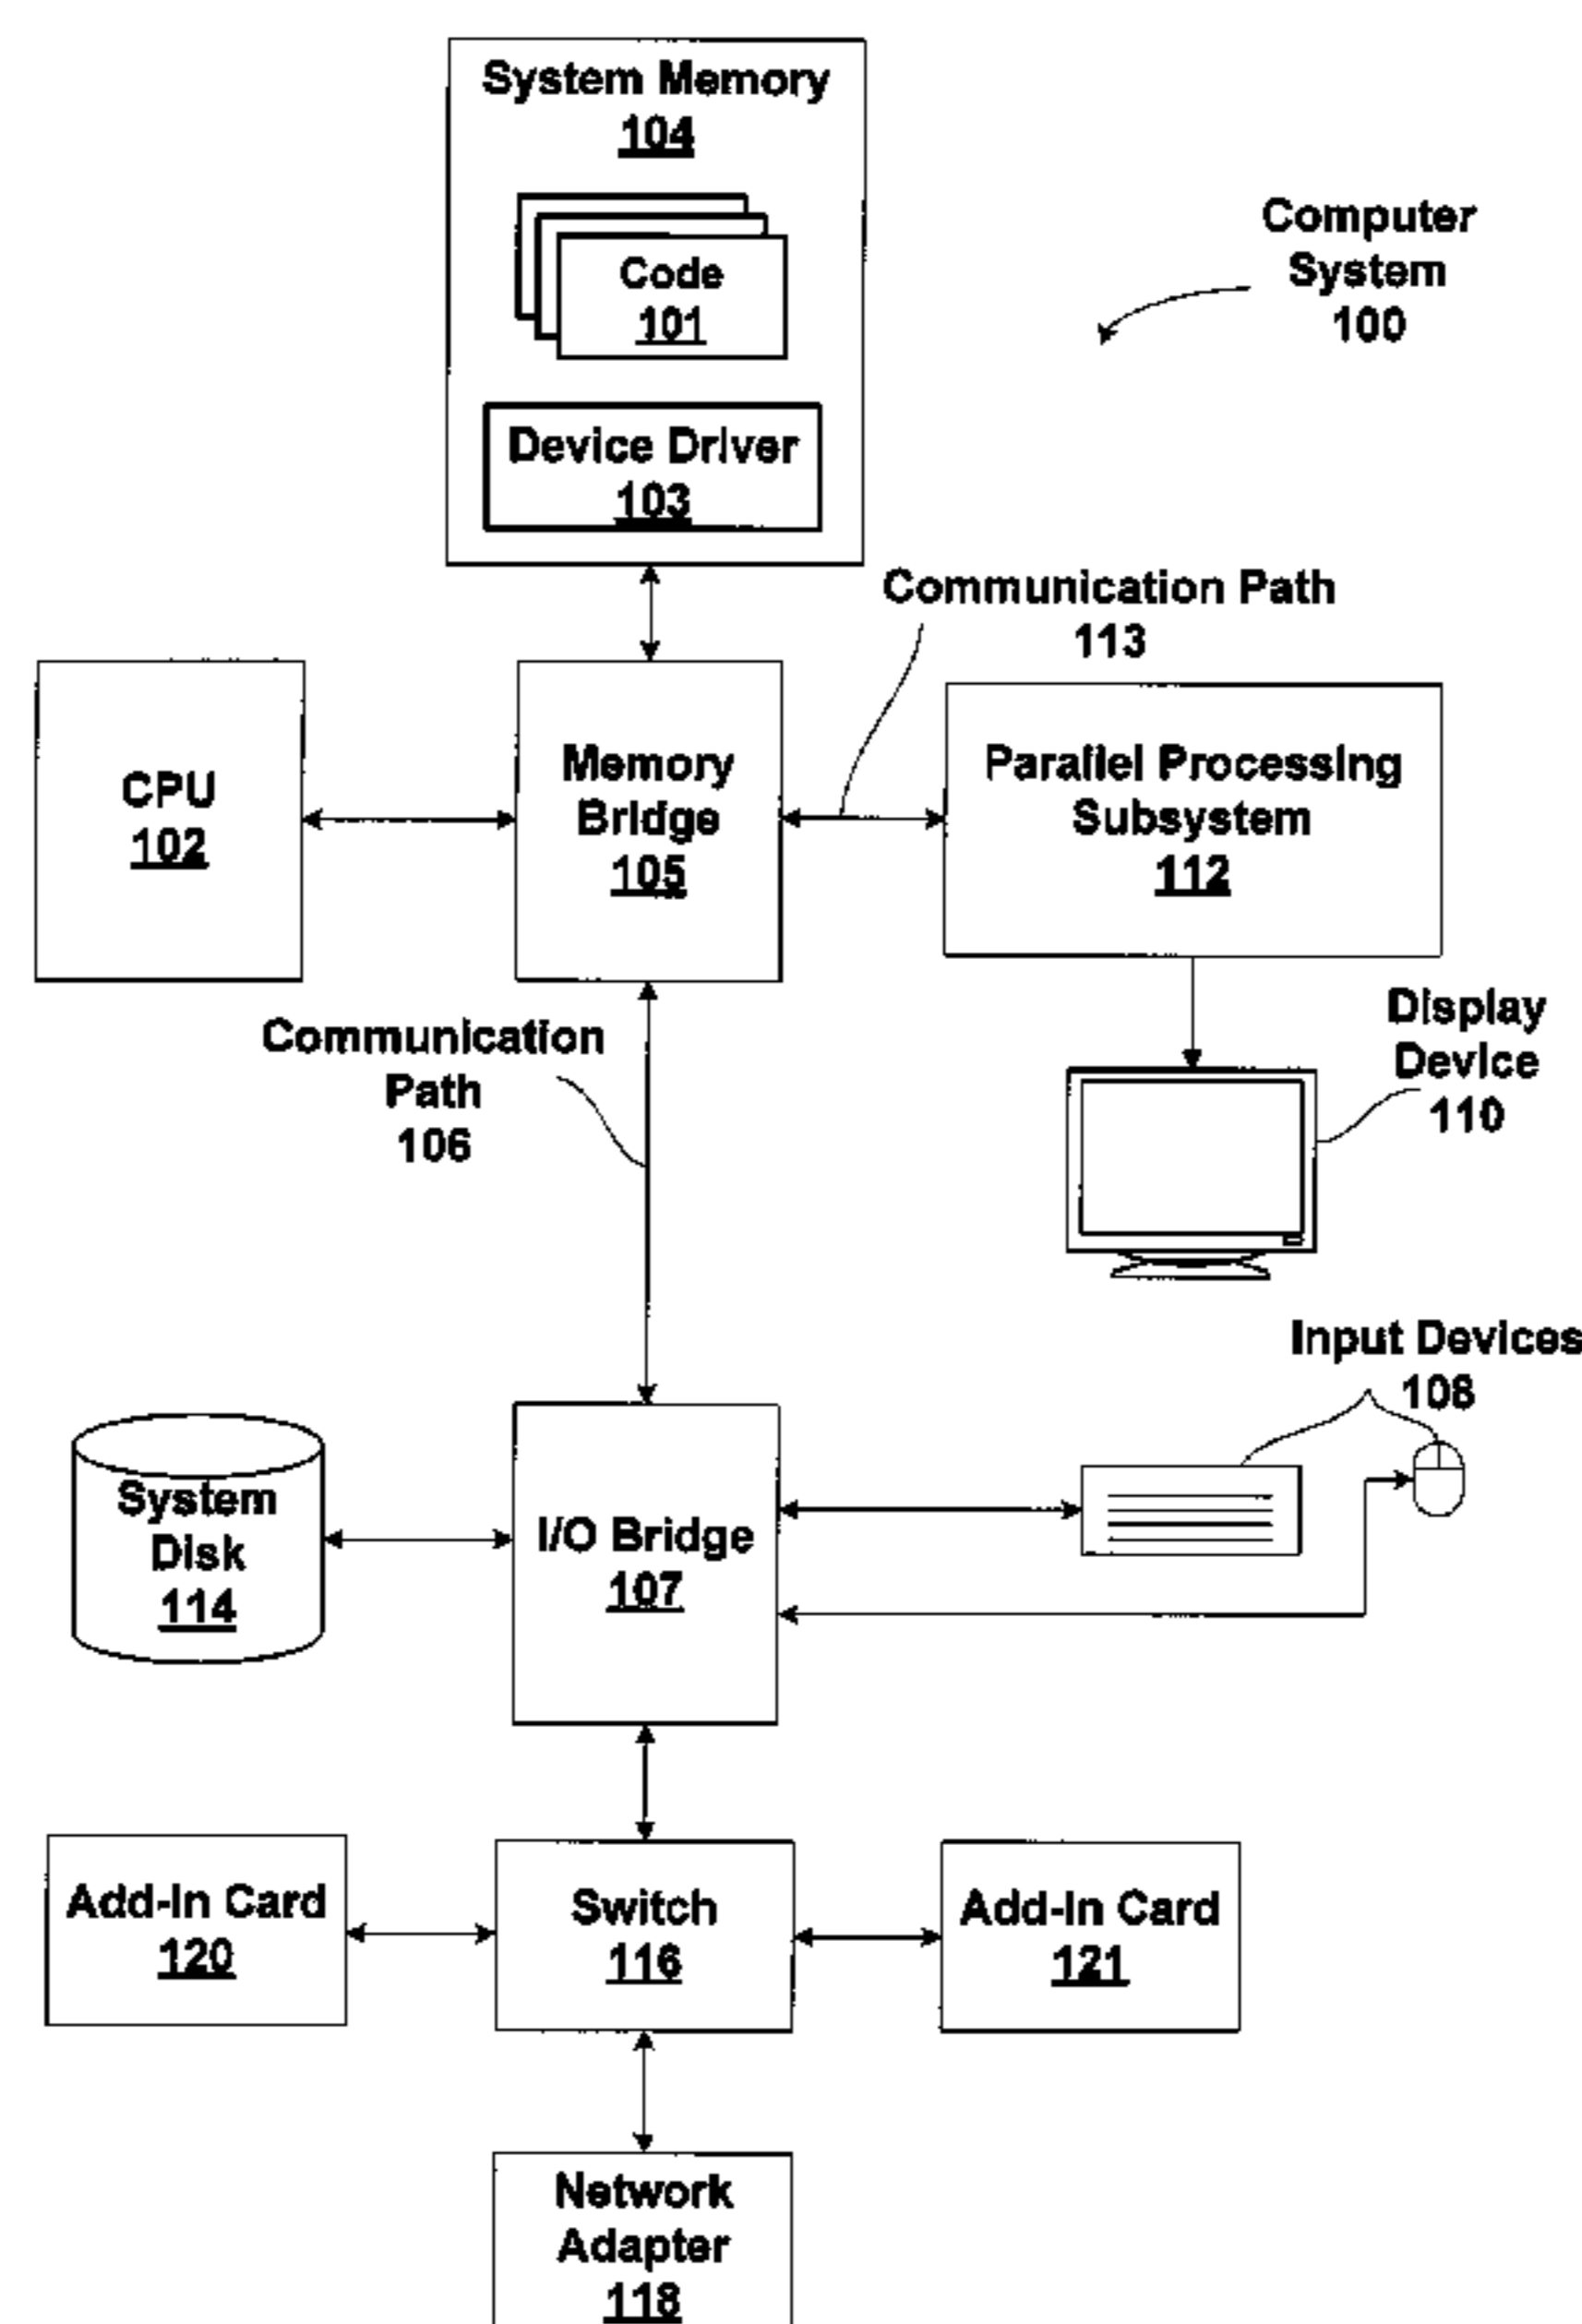 System Memory
104
Code
101
Device Driver
103
Computer
System
100
Communication Path
113
CPU
102
Memory
Bridge
105
Parallel Processing
Subsystem
112
Communication
Path
106
Display
Device
110
Input Devices
108
System
Disk
114
I/O Bridge
107
Add-In Card
120
Switch
116
Add-In Card
121
Network
Adapter
118